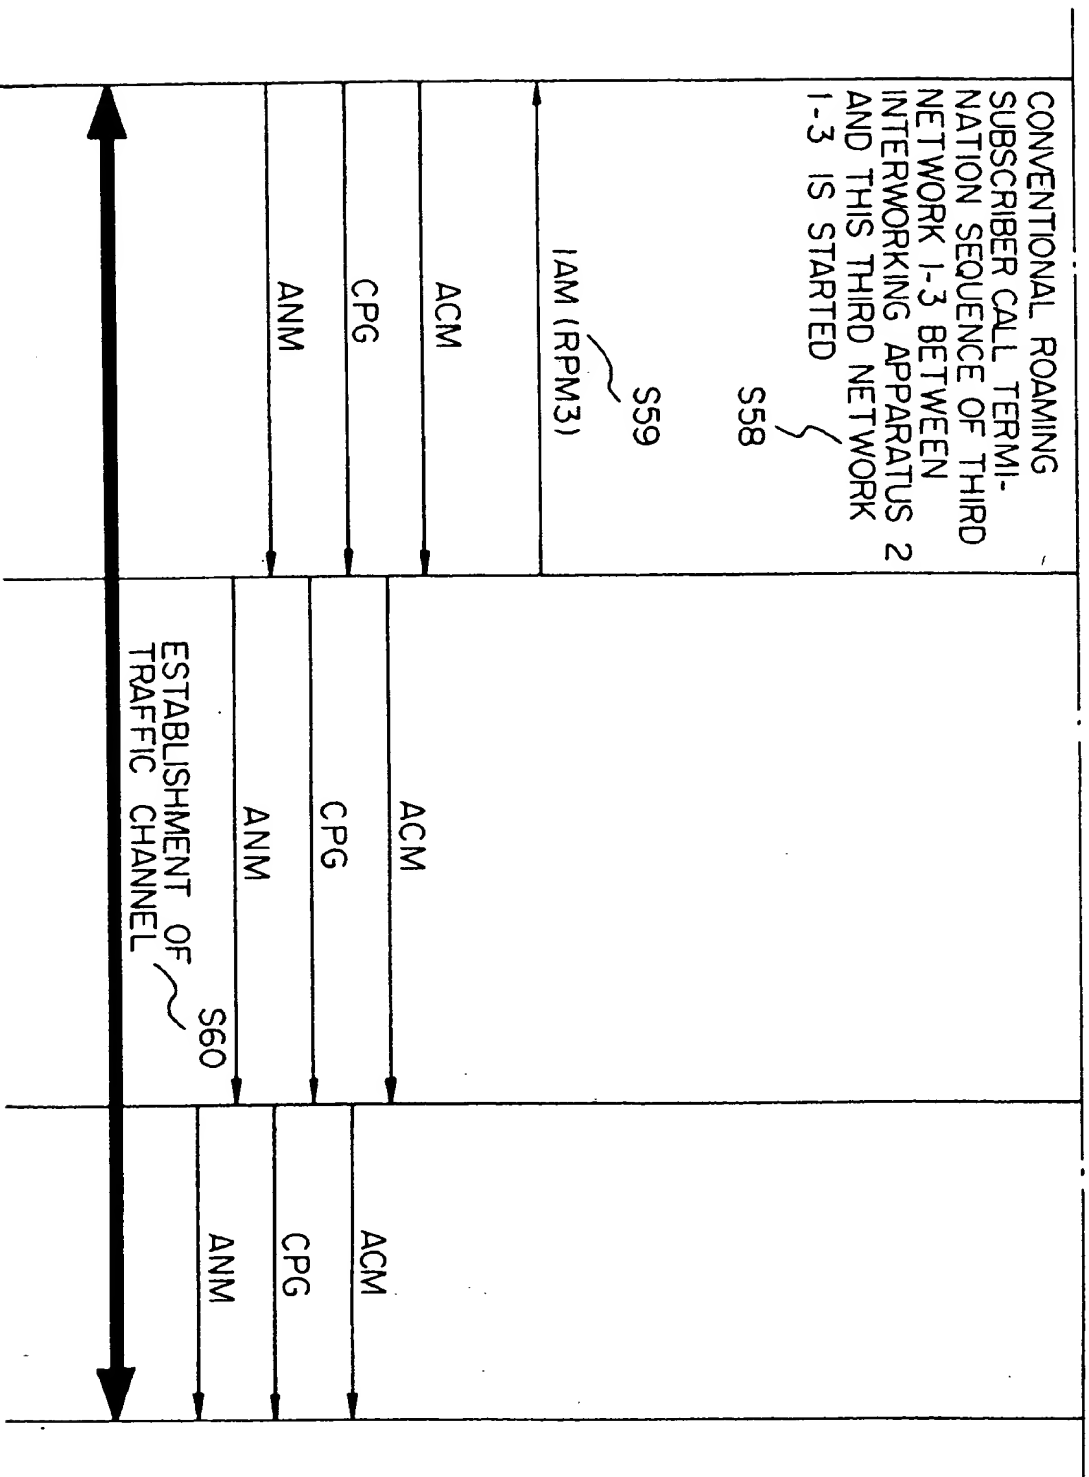 CONVENTIONAL ROAMING
SUBSCRIBER CALL TERMI-
NATION SEQUENCE OF THIRD
NETWORK 1-3 BETWEEN
INTERWORKING APPARATUS 2
AND THIS THIRD NETWORK
1-3 IS STARTED
S58
S59
IAM (RPM3)
ACM
CPG
ANM
ACM
CPG
ANM
ACM
CPG
ANM
S60
ESTABLISHMENT OF
TRAFFIC CHANNEL